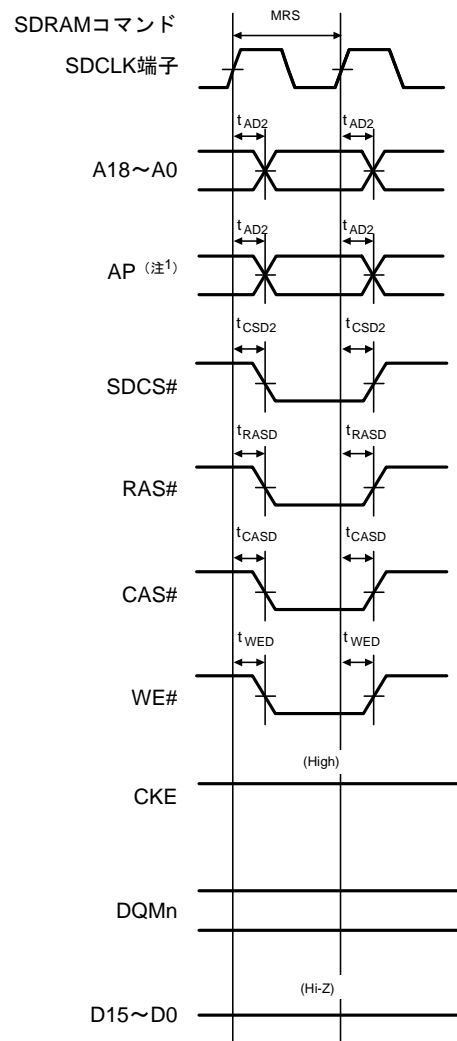 SDRAMコマンド MRS
SDCLK端子
tAD2 tAD2
A18～A0
tAD2 tAD2
AP（注1）
tCSD2 tCSD2
SDCS#
tRASD tRASD
RAS#
tCASD tCASD
CAS#
tWED tWED
WE#
(High)
CKE
DQMn
(Hi-Z)
D15～D0